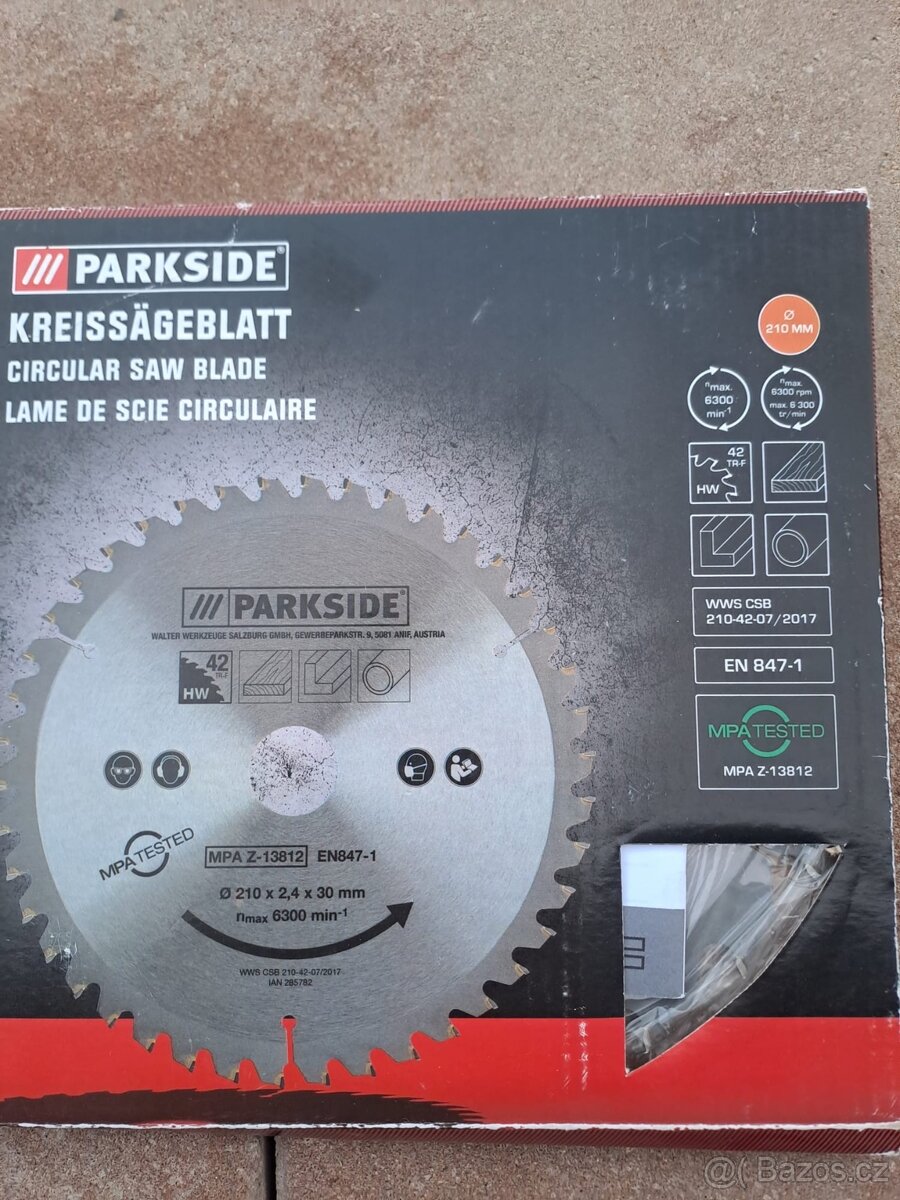 PARKSIDE®
KREISSÄGEBLATT
CIRCULAR SAW BLADE
LAME DE SCIE CIRCULAIRE
Ø
210 MM
nmax.
6300
min-1
nmax.
6300 rpm
max. 6 300
tr/min
42
TR-F
HW
WWS CSB
210-42-07/2017
EN 847-1
MPA TESTED
MPA Z-13812
PARKSIDE®
WALTER WERKZEUGE SALZBURG GMBH, GEWERBEPARKSTR. 9, 5081 ANIF, AUSTRIA
42
TR-F
HW
MPA TESTED
MPA Z-13812 EN847-1
Ø 210 x 2,4 x 30 mm
nmax 6300 min-1
WWS CSB 210-42-07/2017
IAN 285782
Bazos.cz